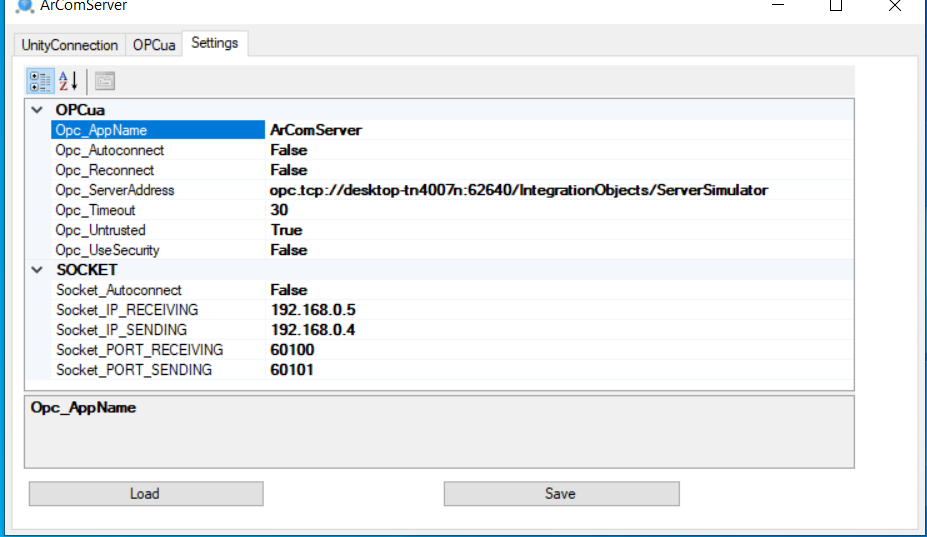 ArComServer
UnityConnection OPCua Settings
OPCua
Opc_AppName ArComServer
Opc_Autoconnect False
Opc_Reconnect False
Opc_ServerAddress opc.tcp://desktop-tn4007n:62640/IntegrationObjects/ServerSimulator
Opc_Timeout 30
Opc_Untrusted True
Opc_UseSecurity False
SOCKET
Socket_Autoconnect False
Socket_IP_RECEIVING 192.168.0.5
Socket_IP_SENDING 192.168.0.4
Socket_PORT_RECEIVING 60100
Socket_PORT_SENDING 60101
Opc_AppName
Load Save